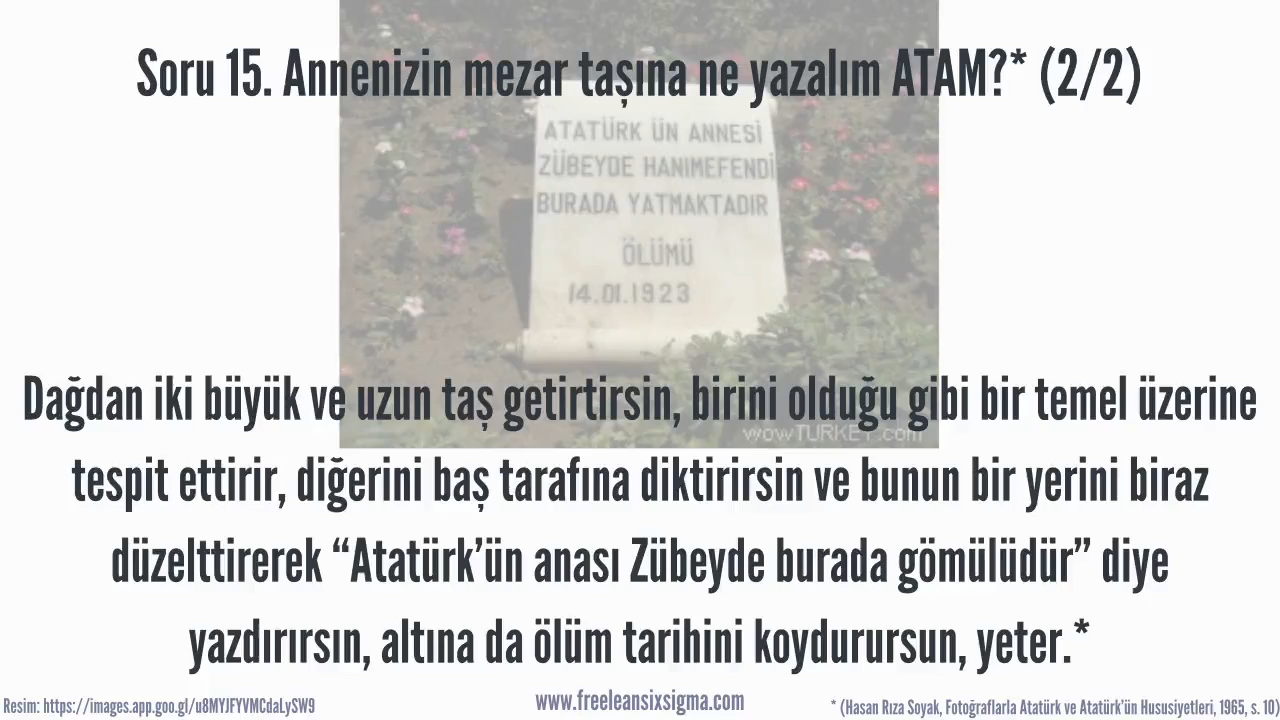 Soru 15. Annenizin mezar taşına ne yazalım ATAM?* (2/2)
ATATÜRK ÜN ANNESİ
ZÜBEYDE HANIMEFENDİ
BURADA YATMAKTADIR
ÖLÜMÜ
14.01.1923
Dağdan iki büyük ve uzun taş getirtirsin, birini olduğu gibi bir temel üzerine
wowTURKEY.com
tespit ettirir, diğerini baş tarafına diktirirsin ve bunun bir yerini biraz
düzelttirerek “Atatürk’ün anası Zübeyde burada gömülüdür” diye
yazdırırsın, altına da ölüm tarihini koydurursun, yeter.*
Resim: https://images.app.goo.gl/u8MYJFYVMCdaLySW9
www.freeleansixsigma.com
* (Hasan Rıza Soyak, Fotoğraflarla Atatürk ve Atatürk’ün Hususiyetleri, 1965, s. 10)